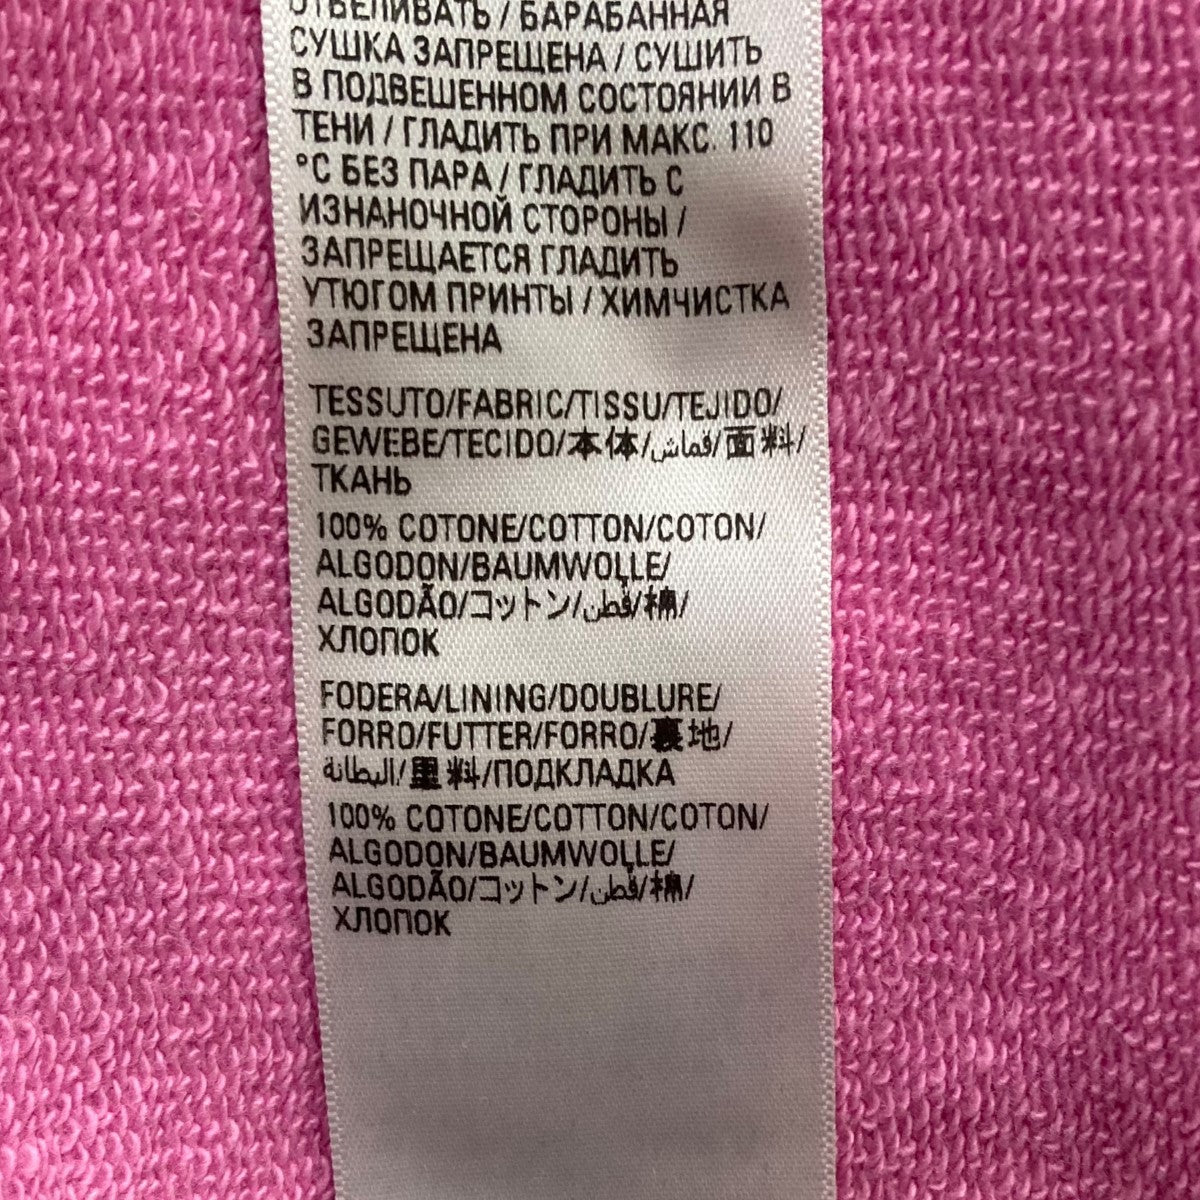 ОТБЕЛИВАТЬ / БАРАБАННАЯ
СУШКА ЗАПРЕЩЕНА / СУШИТЬ
В ПОДВЕШЕННОМ СОСТОЯНИИ В
ТЕНИ / ГЛАДИТЬ ПРИ МАКС. 110
°C БЕЗ ПАРА / ГЛАДИТЬ С
ИЗНАНОЧНОЙ СТОРОНЫ /
ЗАПРЕЩАЕТСЯ ГЛАДИТЬ
УТЮГОМ ПРИНТЫ / ХИМЧИСТКА
ЗАПРЕЩЕНА
TESSUTO/FABRIC/TISSU/TEJIDO/
GEWEBE/TECIDO/本体/قماش/面料/
ТКАНЬ
100% COTONE/COTTON/COTON/
ALGODON/BAUMWOLLE/
ALGODÃO/コットン/قطن/棉/
ХЛОПОК
FODERA/LINING/DOUBLURE/
FORRO/FUTTER/FORRO/裏地/
البطانة/里料/ПОДКЛАДКА
100% COTONE/COTTON/COTON/
ALGODON/BAUMWOLLE/
ALGODÃO/コットン/قطن/棉/
ХЛОПОК